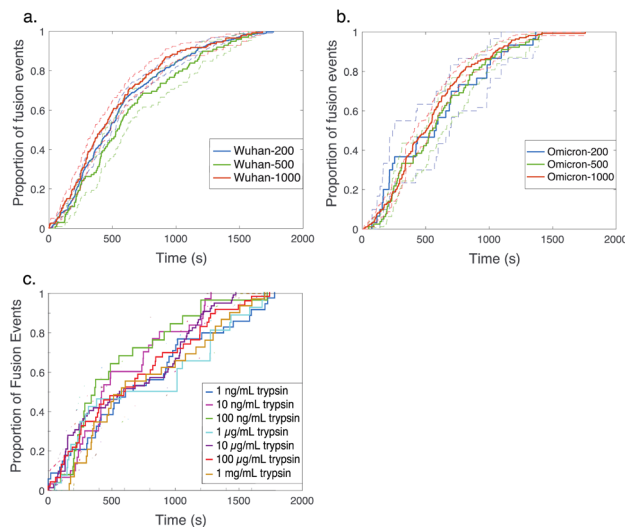 a.
Proportion of fusion events
1
0.8
0.6
0.4
0.2
0
0 500 1000 1500 2000
Time (s)
Wuhan-200
Wuhan-500
Wuhan-1000
b.
Proportion of fusion events
1
0.8
0.6
0.4
0.2
0
0 500 1000 1500 2000
Time (s)
Omicron-200
Omicron-500
Omicron-1000
c.
Proportion of Fusion Events
1
0.8
0.6
0.4
0.2
0
0 500 1000 1500 2000
Time (s)
1 ng/mL trypsin
10 ng/mL trypsin
100 ng/mL trypsin
1 µg/mL trypsin
10 µg/mL trypsin
100 µg/mL trypsin
1 mg/mL trypsin